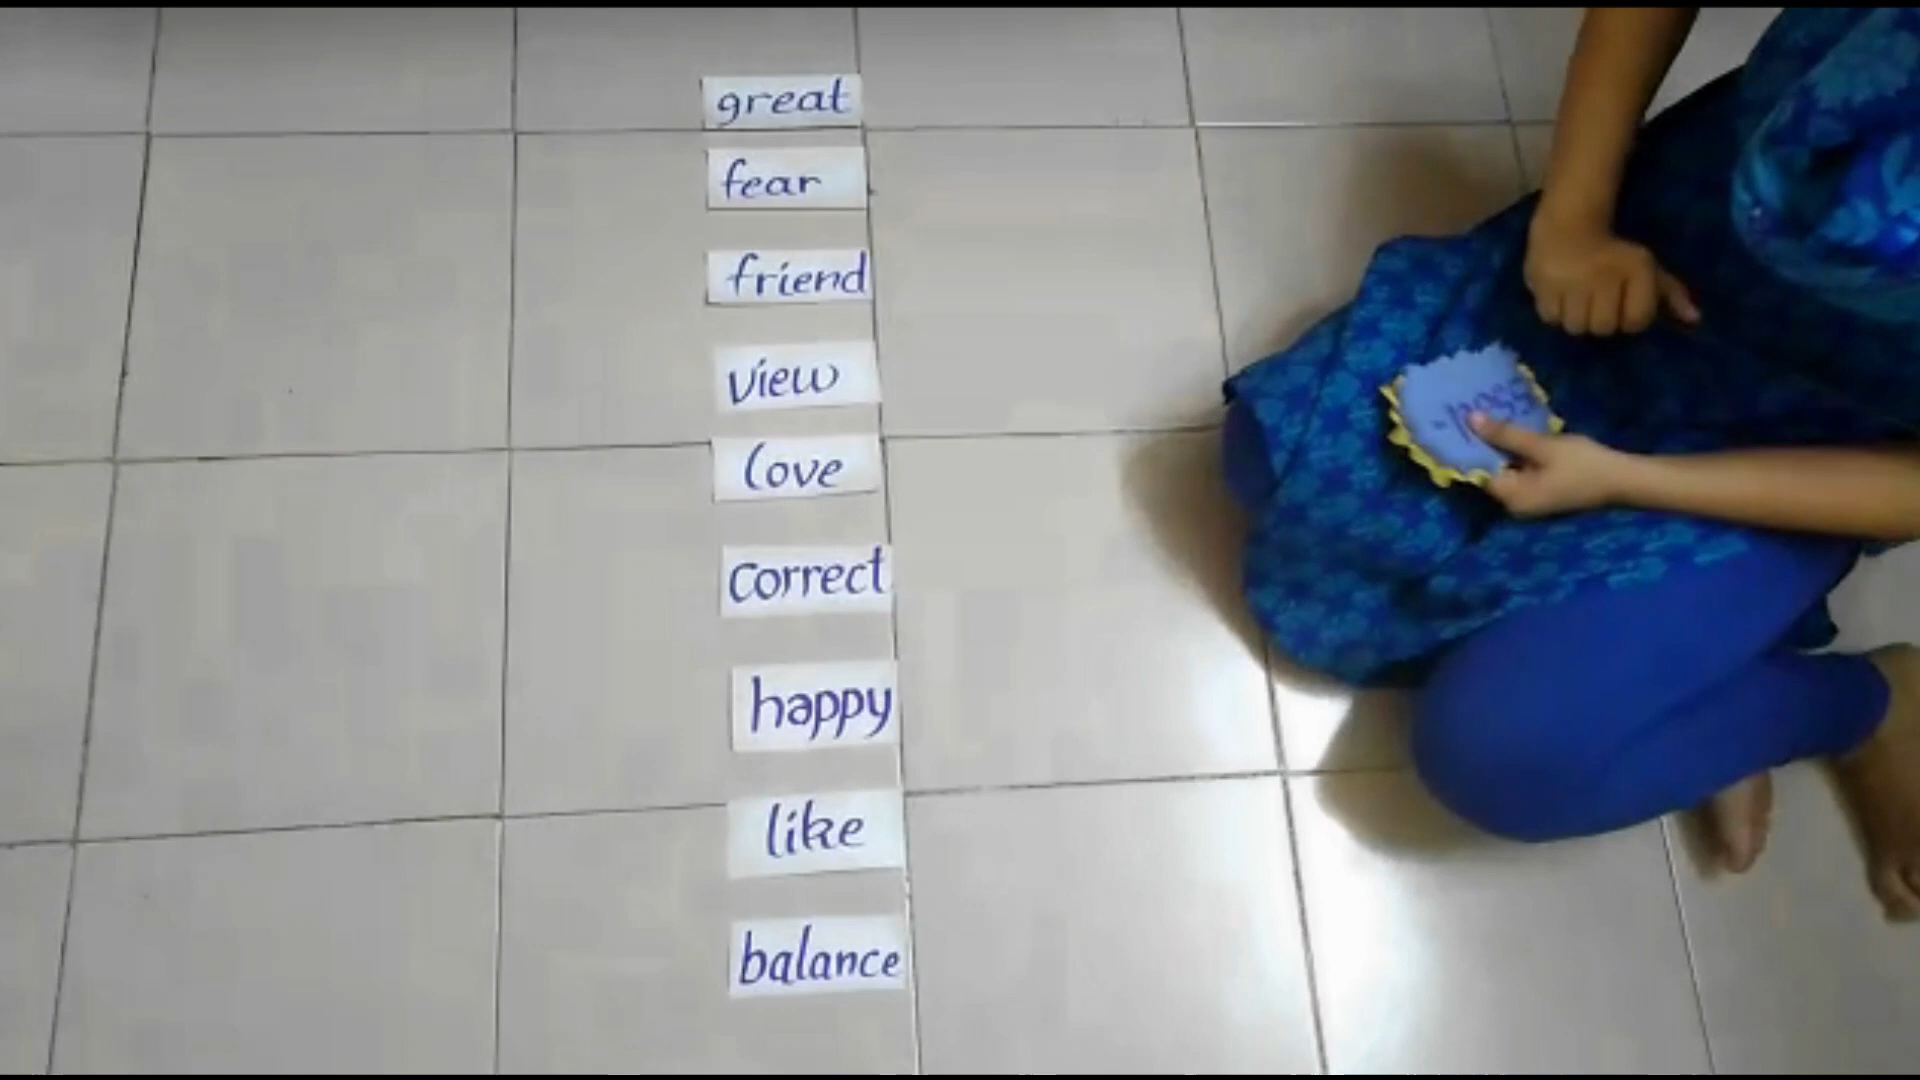 great
fear
friend
view
love
correct
happy
like
balance